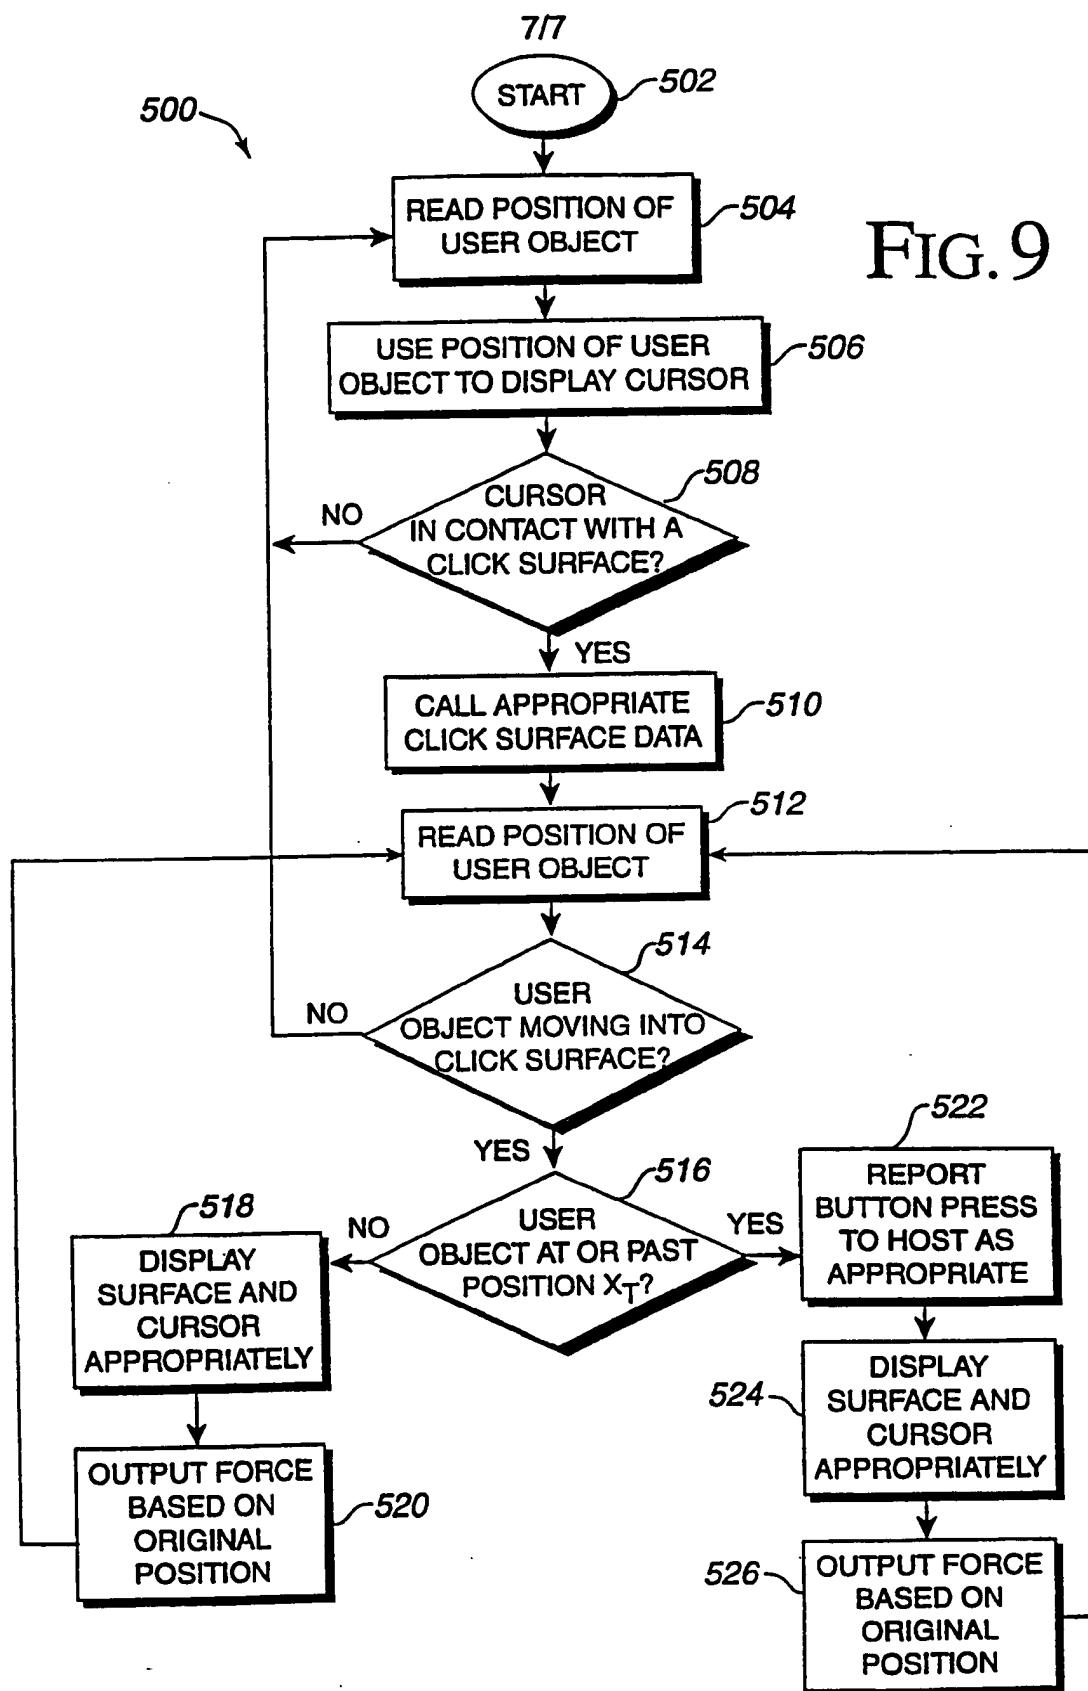 7/7
START
502
500
READ POSITION OF
USER OBJECT
504
FIG. 9
USE POSITION OF USER
OBJECT TO DISPLAY CURSOR
506
CURSOR
IN CONTACT WITH A
CLICK SURFACE?
508
NO
YES
CALL APPROPRIATE
CLICK SURFACE DATA
510
READ POSITION OF
USER OBJECT
512
USER
OBJECT MOVING INTO
CLICK SURFACE?
514
NO
YES
USER
OBJECT AT OR PAST
POSITION XT?
516
NO
YES
518
DISPLAY
SURFACE AND
CURSOR
APPROPRIATELY
OUTPUT FORCE
BASED ON
ORIGINAL
POSITION
520
522
REPORT
BUTTON PRESS
TO HOST AS
APPROPRIATE
524
DISPLAY
SURFACE AND
CURSOR
APPROPRIATELY
526
OUTPUT FORCE
BASED ON
ORIGINAL
POSITION